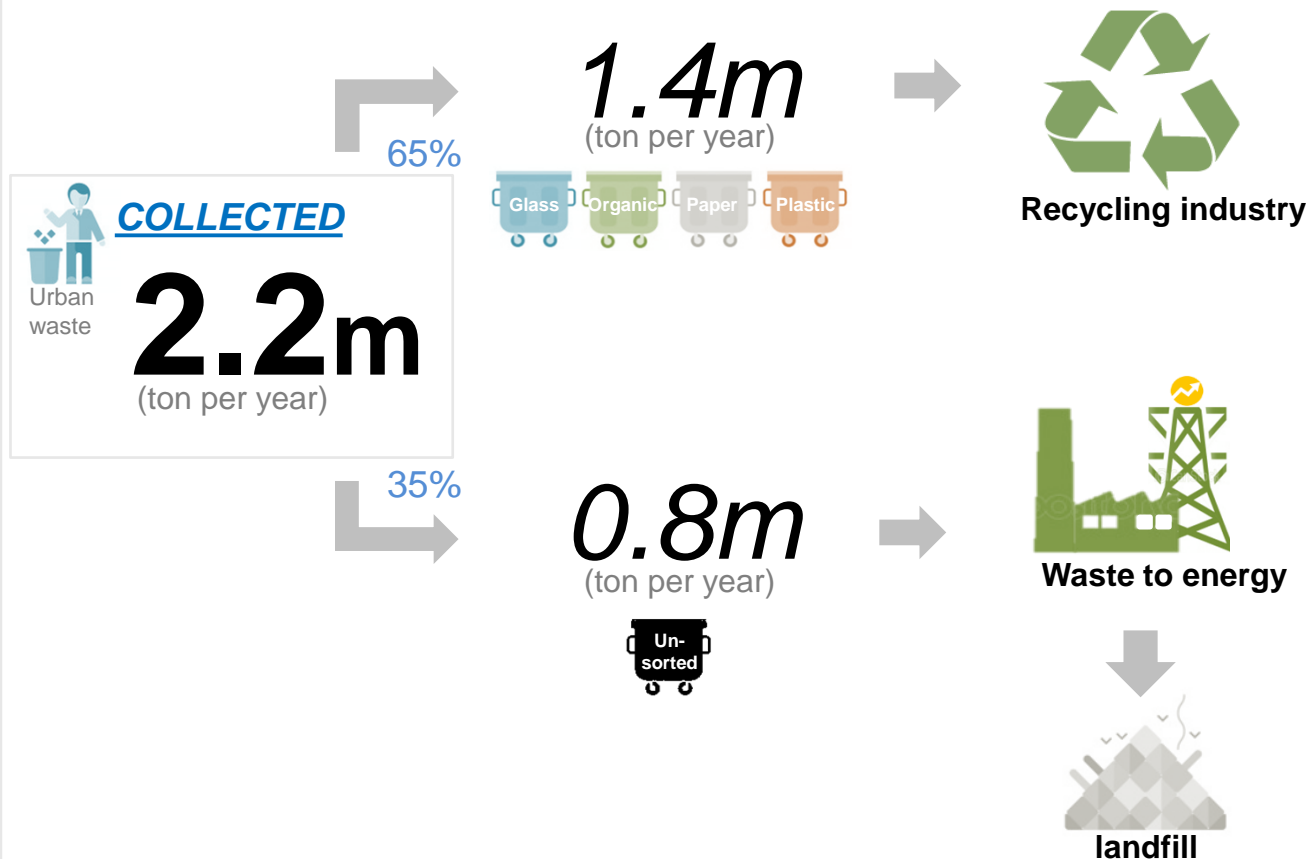 1.4m
(ton per year)
65%
Glass
Organic
Paper
Plastic
Recycling industry
COLLECTED
Urban
waste
2.2m
(ton per year)
35%
0.8m
(ton per year)
Un-
sorted
Waste to energy
landfill